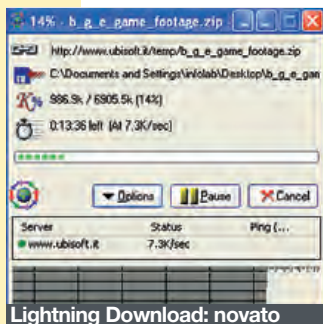 14% - b_g_e_game_footage.zip
http://www.ubisoft.it/temp/b_g_e_game_footage.zip
C:\Documents and Settings\infolab\Desktop\b_g_e_gam
986.9k / 6905.5k (14%)
0:13:36 left (At 7.3K/sec)
Options Pause Cancel
Server Status Ping (...
www.ubisoft.it 7.3K/sec
Lightning Download: novato